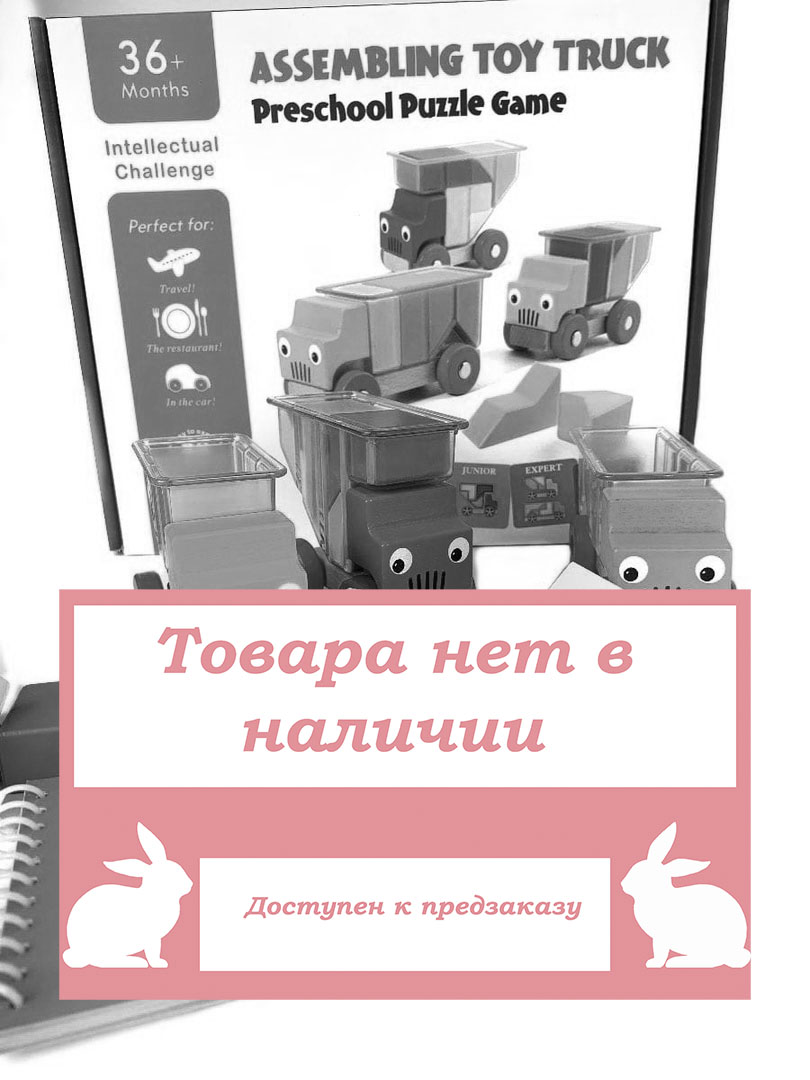 36+
Months
ASSEMBLING TOY TRUCK
Preschool Puzzle Game
Intellectual
Challenge
Perfect for:
Travel!
The restaurant!
In the car!
JUNIOR
EXPERT
Товара нет в
наличии
Доступен к предзаказу